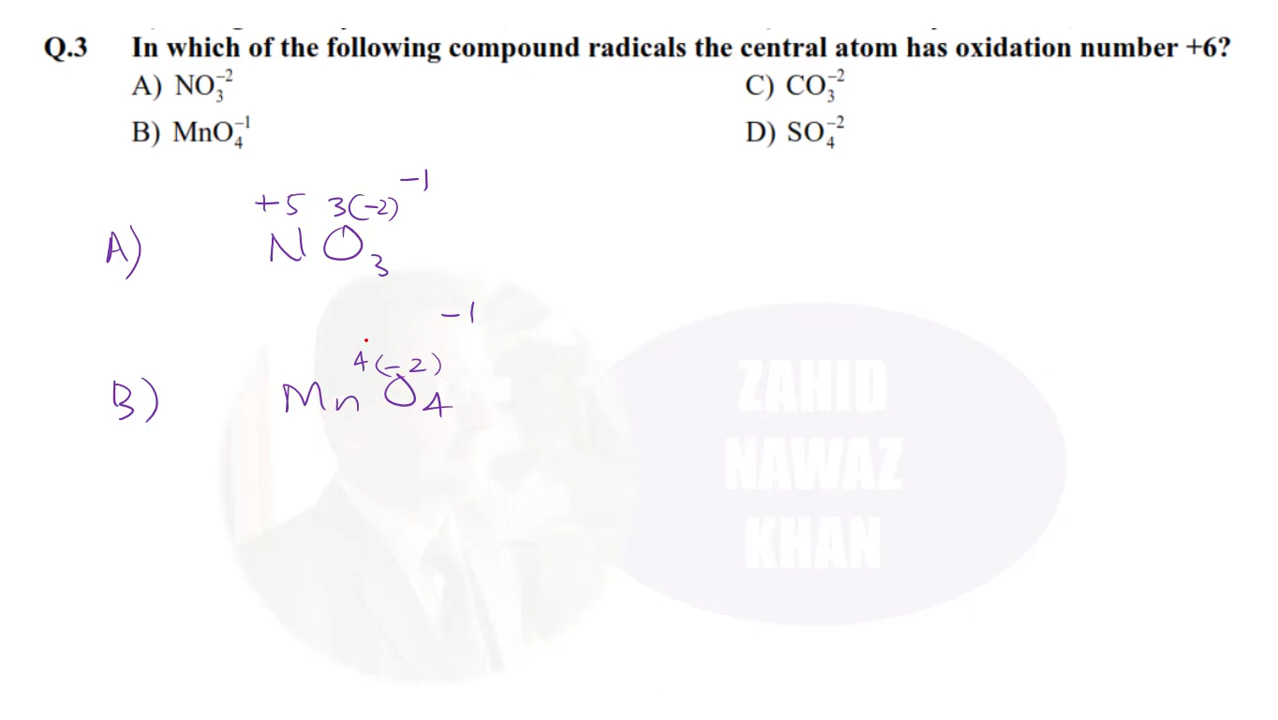 Q.3 In which of the following compound radicals the central atom has oxidation number +6?
A) NO₃⁻² C) CO₃⁻²
B) MnO₄⁻¹ D) SO₄⁻²
+5 3(-2) -1
A) NO₃
-1
4(-2)
B) MnO₄
ZAHID
NAWAZ
KHAN